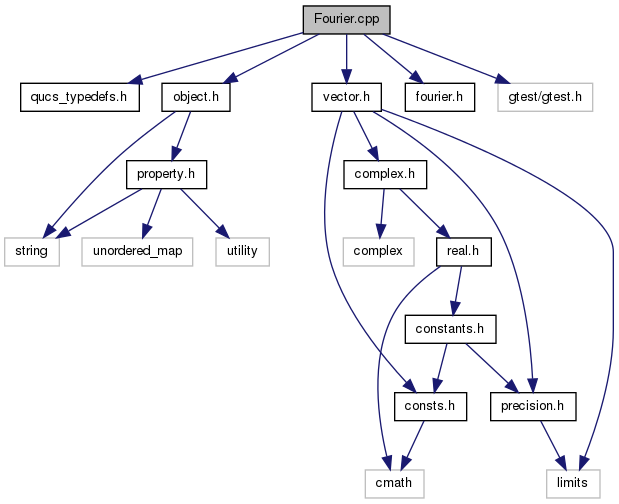 Fourier.cpp
qucs_typedefs.h
object.h
vector.h
fourier.h
gtest/gtest.h
property.h
complex.h
string
unordered_map
utility
complex
real.h
constants.h
consts.h
precision.h
cmath
limits